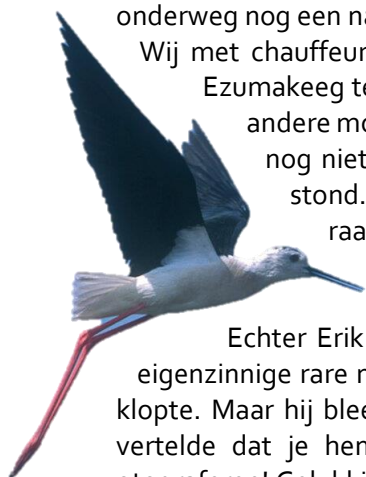 onderweg nog een na
Wij met chauffeur
Ezumakeeg te
andere mo
nog niet
stond.
raa
Echter Erik
eigenzinnige rare
klopte. Maar hij blee
vertelde dat je hem